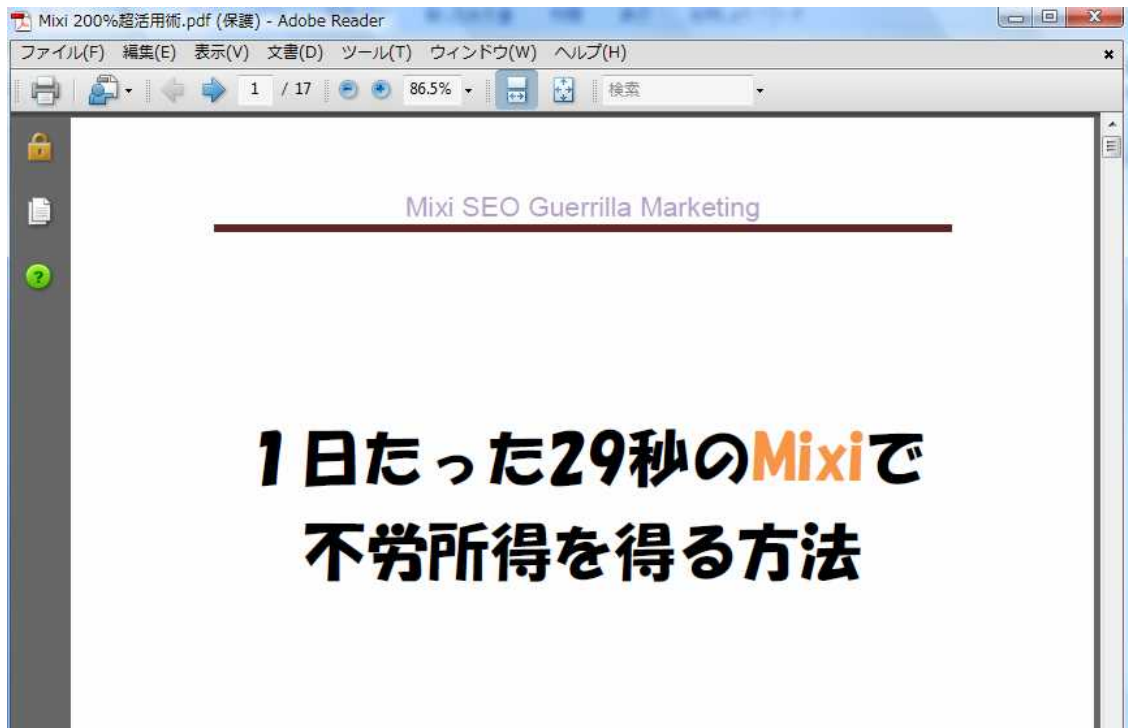 Mixi 200%超活用術.pdf (保護) - Adobe Reader
ファイル(F) 編集(E) 表示(V) 文書(D) ツール(T) ウィンドウ(W) ヘルプ(H)
1 / 17 86.5% 検索
Mixi SEO Guerrilla Marketing
1日たった29秒のMixiで
不労所得を得る方法